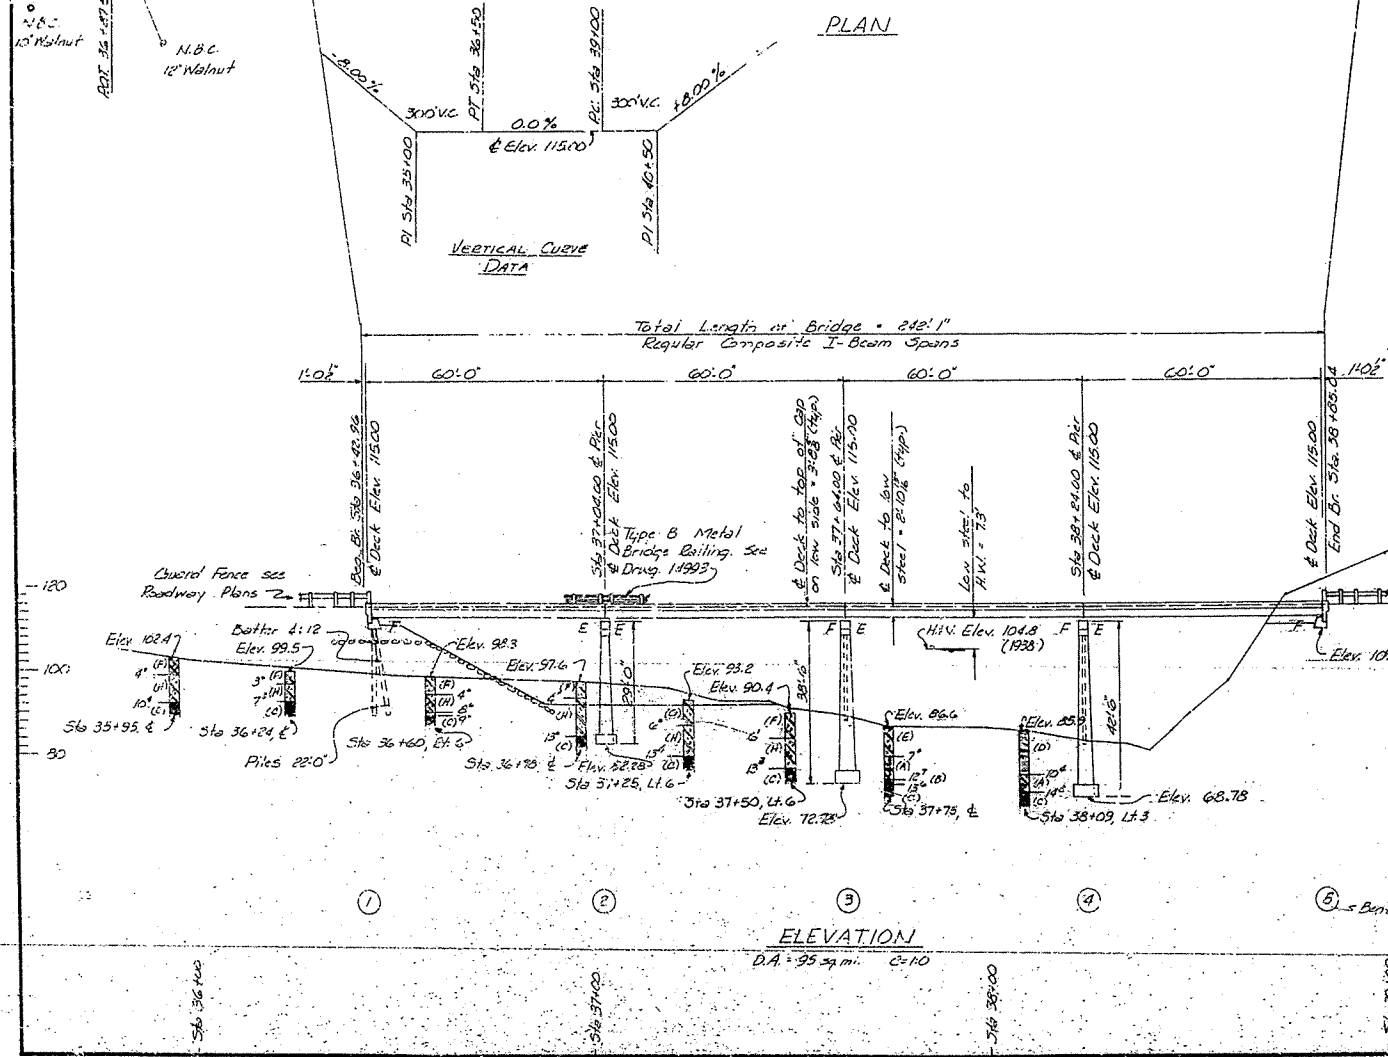 N.B.C.
10" Walnut
POT 36+87.5
N.B.C.
12" Walnut
PLAN
-8.00%
300' V.C.
PT Sta 36+50
0.0%
₵ Elev. 115.00
P.C. Sta 39+00
300' V.C.
+8.00%
PI Sta 35+00
PI Sta 40+50
VERTICAL CURVE
DATA
Total Length of Bridge = 242'-1"
Regular Composite I-Beam Spans
1'-0½"
60'-0"
60'-0"
60'-0"
60'-0"
1'-0½"
Beg. Br. Sta 36+42.96
₵ Deck Elev. 115.00
Sta 37+04.00 ₵ Pier
₵ Deck Elev. 115.00
₵ Deck to top of Cap
on low side = (typ.)
Sta 37+64.00 ₵ Pier
₵ Deck Elev. 115.00
₵ Deck to low
steel = (typ.)
Low steel to
H.W. = 7.3'
Sta 38+24.00 ₵ Pier
₵ Deck Elev. 115.00
₵ Deck Elev. 115.00
End Br. Sta. 38+85.04
Type B Metal
Bridge Railing. See
Drwg. 1-1993
Guard Fence see
Roadway Plans
120
100
80
Batter 4:12
F
E E
F E
F E
F
H.W. Elev. 104.8
(1938)
Elev. 102.4
Elev. 99.5
Elev. 98.3
Elev. 97.6
Elev. 93.2
Elev. 90.4
Elev. 86.6
Elev. 85.9
(F)
(H)
(C)
(F)
(H)
(C)
(F)
(H)
(C)
(F)
(H)
(C)
(G)
(H)
(D)
(F)
(H)
(C)
(E)
(A)
(B)
(C)
(D)
(A)
(C)
29'-0"
38'-6"
42'-6"
Sta 35+95, ₵
Sta 36+24, ₵
Sta 36+60, Lt. 6
Sta 36+98, ₵
Sta 37+25, Lt. 6
Sta 37+50, Lt. 6
Sta 37+75, ₵
Sta 38+09, Lt. 3
Piles 22'-0"
Elev. 82.28
Elev. 72.78
Elev. 68.78
1
2
3
4
5
ELEVATION
D.A. = 95 sq. mi. C=1.0
Sta 36+00
Sta 37+00
Sta 38+00